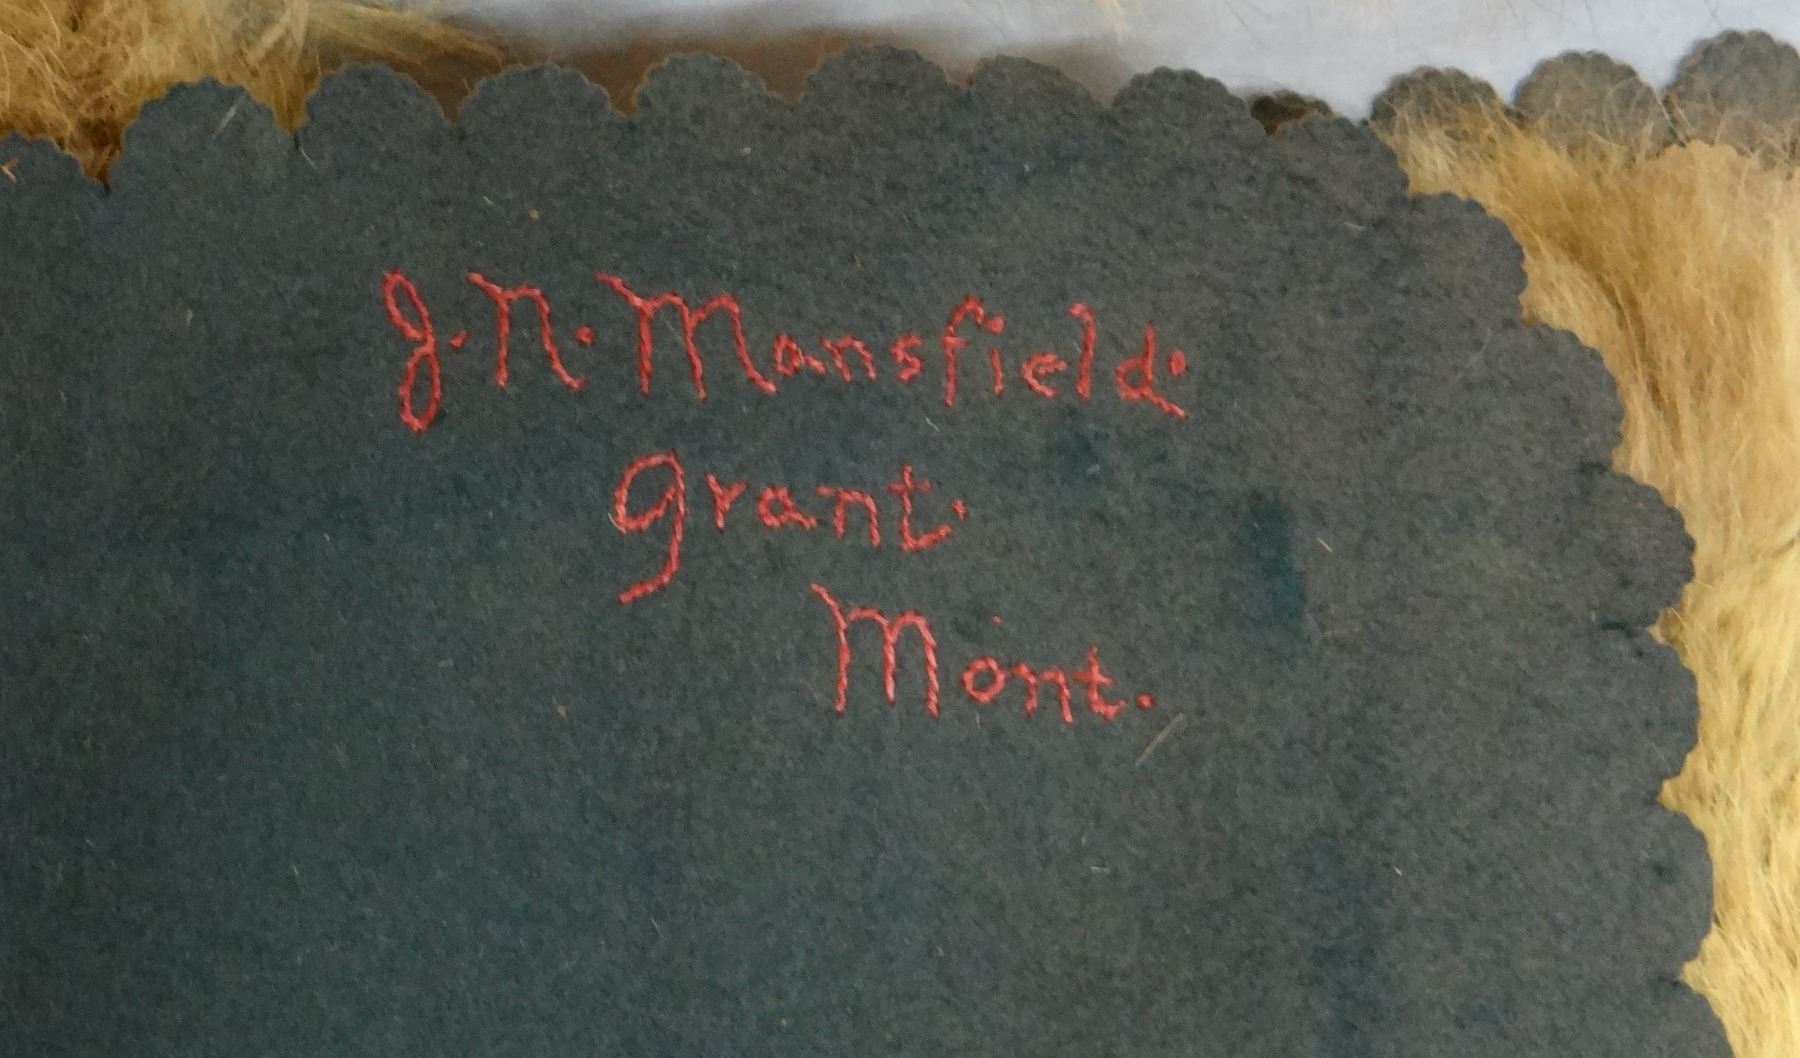 J. N. Mansfield.
Grant.
Mont.